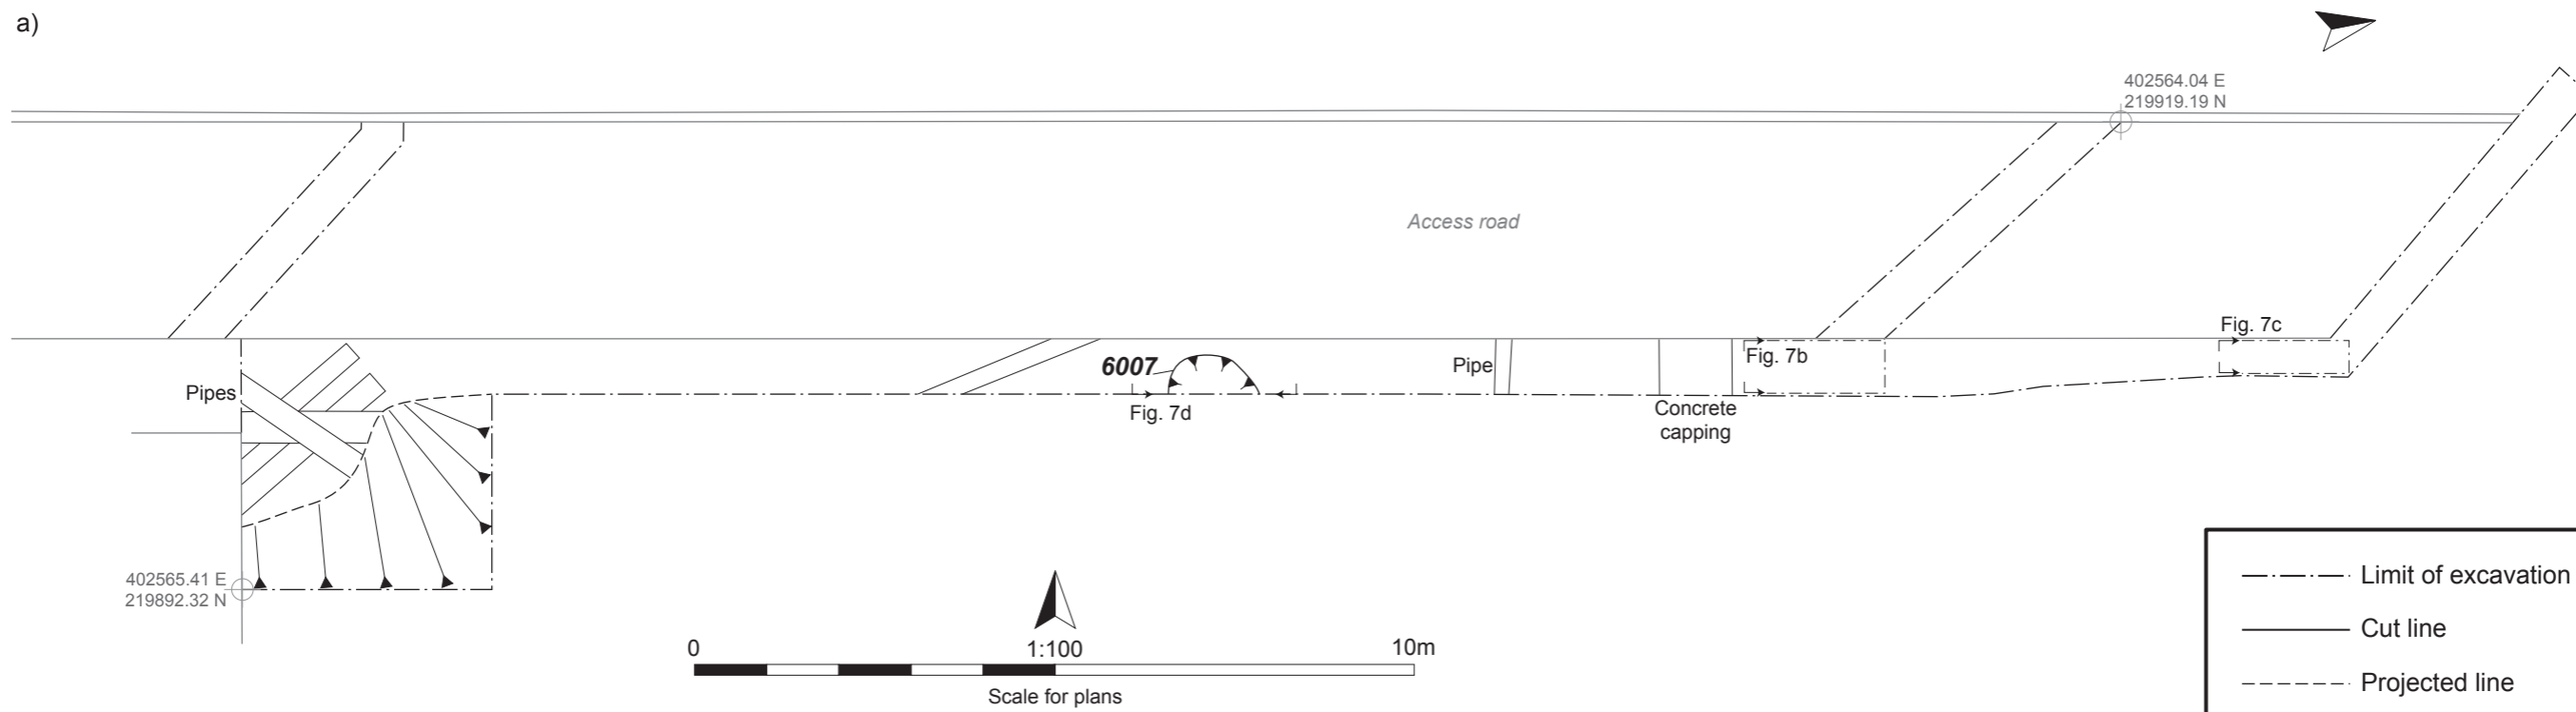 a)
402564.04 E
219919.19 N
Access road
Fig. 7c
Fig. 7b
6007
Pipe
Pipes
Fig. 7d
Concrete
capping
402565.41 E
219892.32 N
0
1:100
10m
Scale for plans
Limit of excavation
Cut line
Projected line